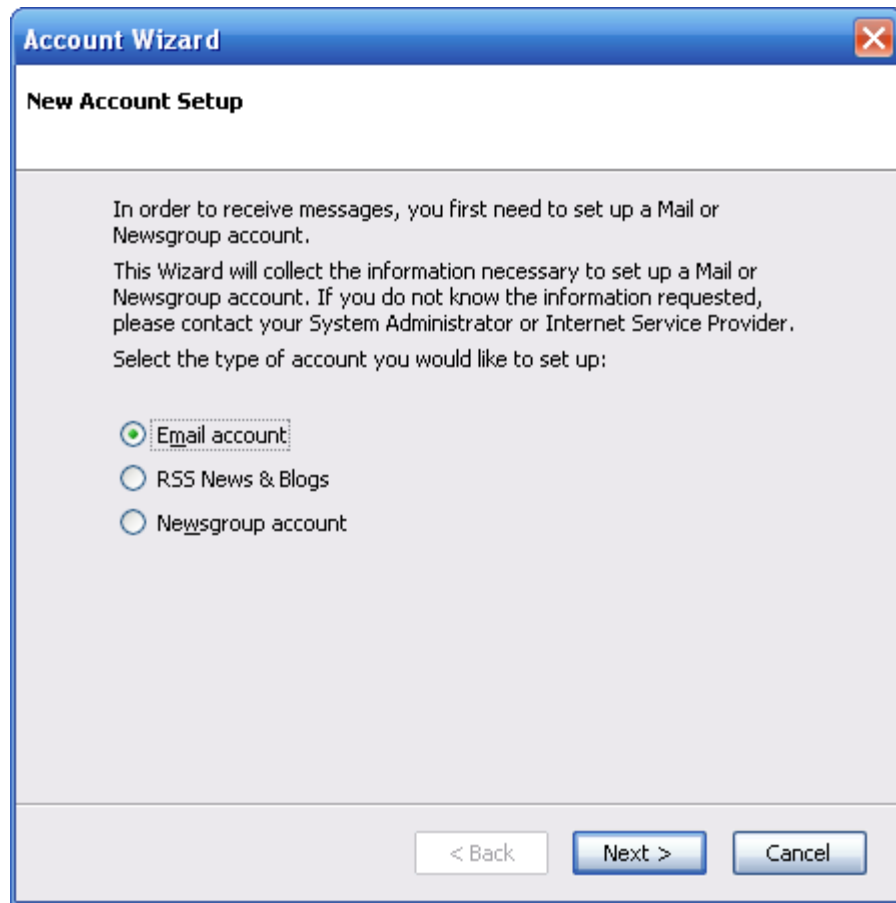 Account Wizard
New Account Setup
In order to receive messages, you first need to set up a Mail or
Newsgroup account.
This Wizard will collect the information necessary to set up a Mail or
Newsgroup account. If you do not know the information requested,
please contact your System Administrator or Internet Service Provider.
Select the type of account you would like to set up:
Email account
RSS News & Blogs
Newsgroup account
< Back
Next >
Cancel